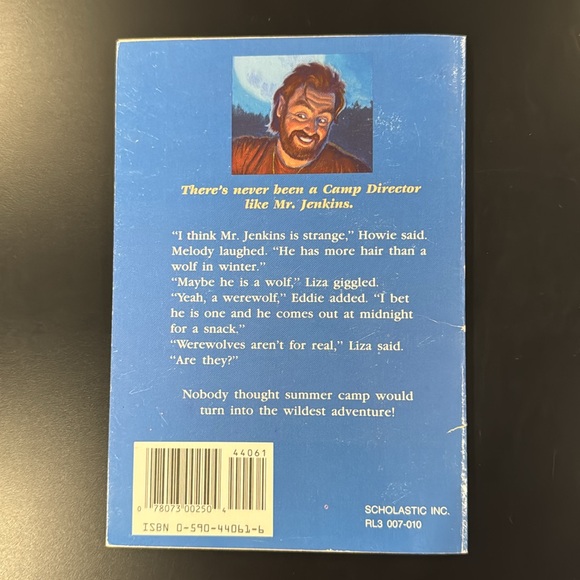 There's never been a Camp Director
like Mr. Jenkins.
"I think Mr. Jenkins is strange," Howie said.
Melody laughed. "He has more hair than a
wolf in winter."
"Maybe he is a wolf," Liza giggled.
"Yeah, a werewolf," Eddie added. "I bet
he is one and he comes out at midnight
for a snack."
"Werewolves aren't for real," Liza said.
"Are they?"
Nobody thought summer camp would
turn into the wildest adventure!
44061
0 78073 00250 4
ISBN 0-590-44061-6
SCHOLASTIC INC.
RL3 007-010